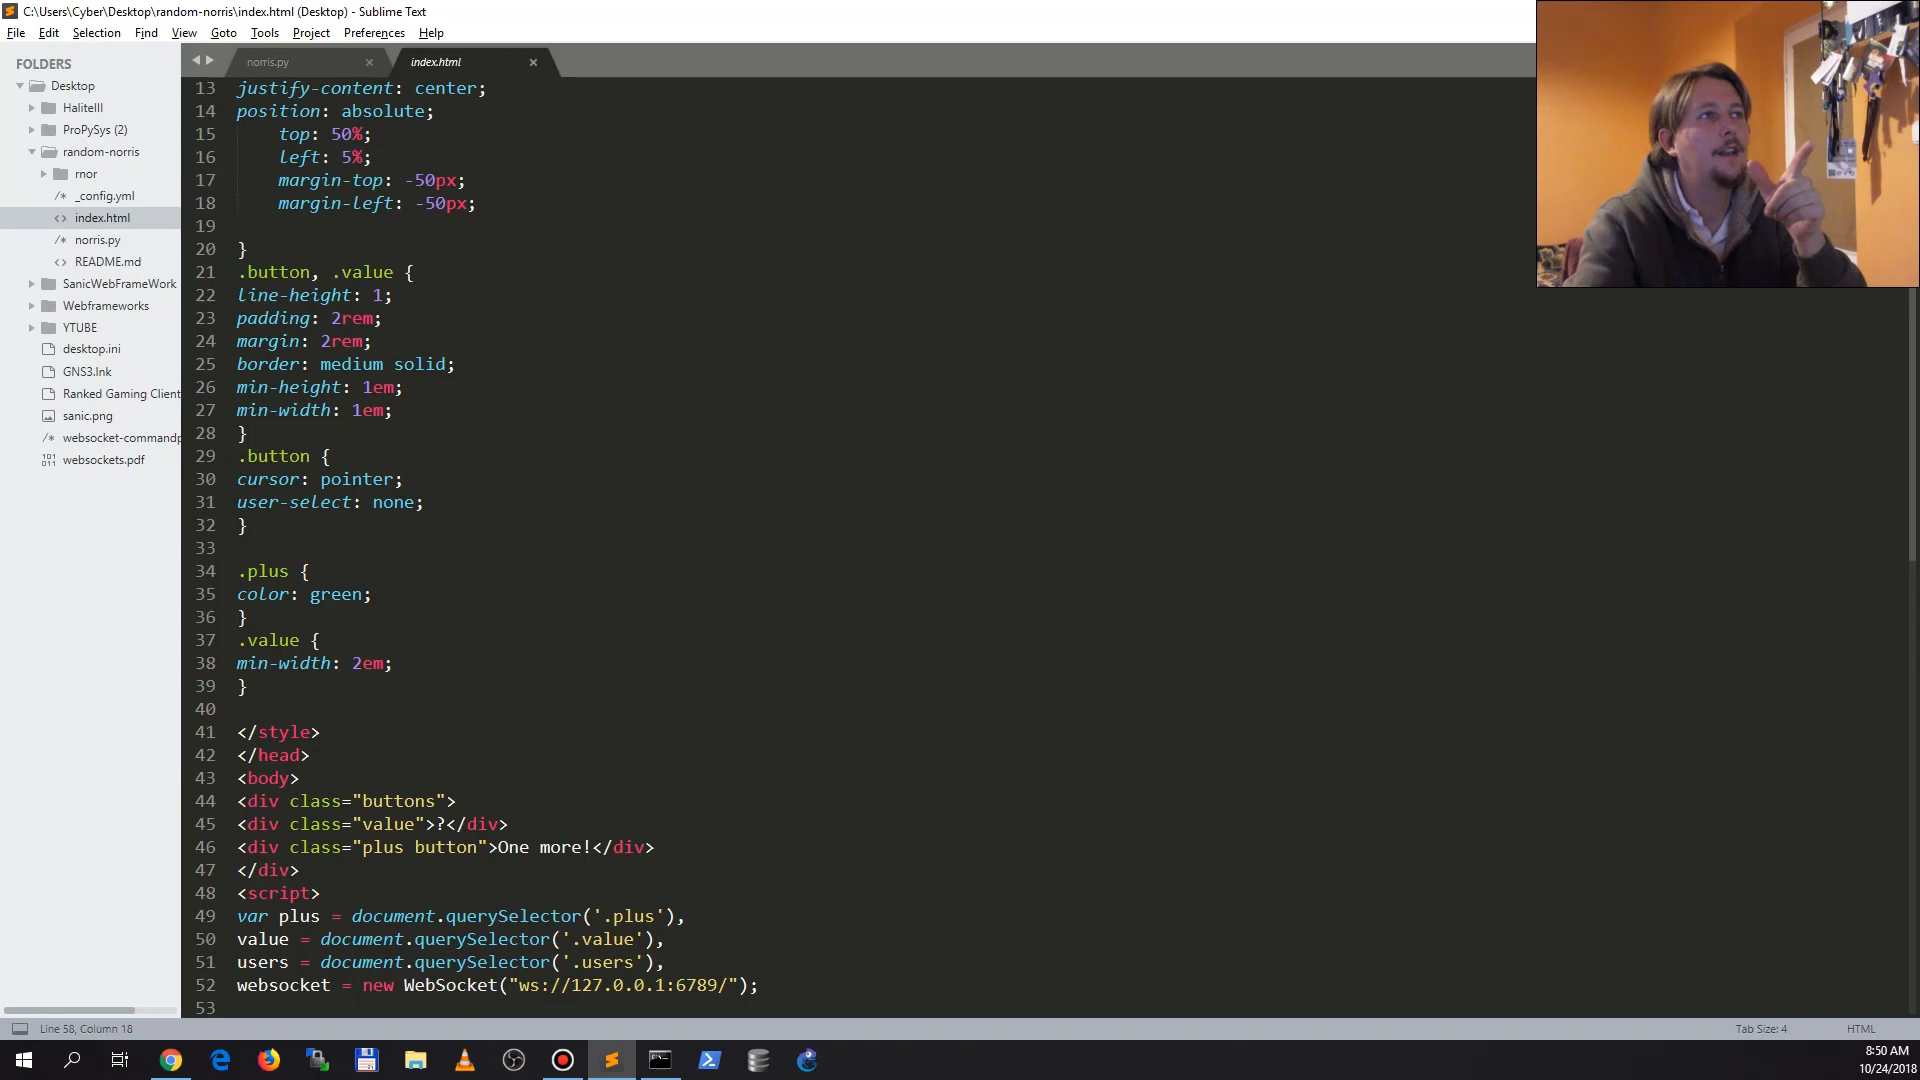 C:\Users\Cyber\Desktop\random-norris\index.html (Desktop) - Sublime Text
File Edit Selection Find View Goto Tools Project Preferences Help
FOLDERS
Desktop
HaliteIII
ProPySys (2)
random-norris
rnor
_config.yml
index.html
norris.py
README.md
SanicWebFrameWork
Webframeworks
YTUBE
desktop.ini
GNS3.lnk
Ranked Gaming Client
sanic.png
websocket-commandp
websockets.pdf
norris.py
index.html
13 justify-content: center;
14 position: absolute;
15 top: 50%;
16 left: 5%;
17 margin-top: -50px;
18 margin-left: -50px;
19
20 }
21 .button, .value {
22 line-height: 1;
23 padding: 2rem;
24 margin: 2rem;
25 border: medium solid;
26 min-height: 1em;
27 min-width: 1em;
28 }
29 .button {
30 cursor: pointer;
31 user-select: none;
32 }
33
34 .plus {
35 color: green;
36 }
37 .value {
38 min-width: 2em;
39 }
40
41 </style>
42 </head>
43 <body>
44 <div class="buttons">
45 <div class="value">?</div>
46 <div class="plus button">One more!</div>
47 </div>
48 <script>
49 var plus = document.querySelector('.plus'),
50 value = document.querySelector('.value'),
51 users = document.querySelector('.users'),
52 websocket = new WebSocket("ws://127.0.0.1:6789/");
53
Line 58, Column 18
Tab Size: 4
HTML
8:50 AM
10/24/2018